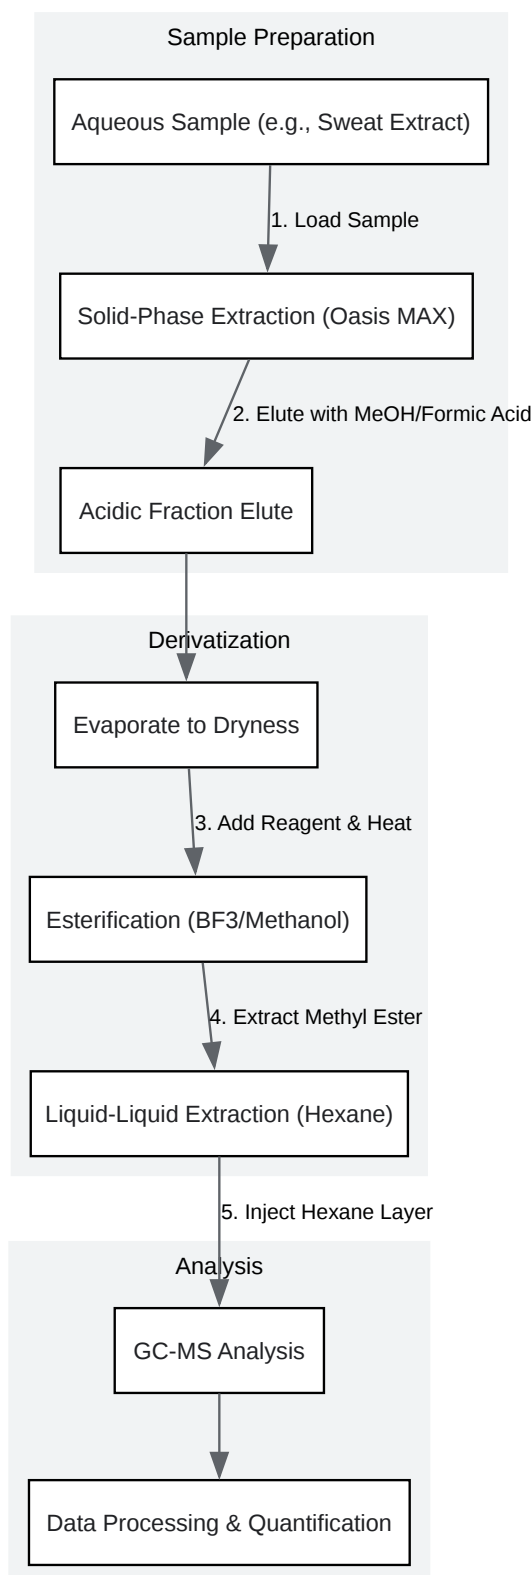 Sample Preparation
Aqueous Sample (e.g., Sweat Extract)
1. Load Sample
Solid-Phase Extraction (Oasis MAX)
2. Elute with MeOH/Formic Acid
Acidic Fraction Elute
Derivatization
Evaporate to Dryness
3. Add Reagent & Heat
Esterification (BF3/Methanol)
4. Extract Methyl Ester
Liquid-Liquid Extraction (Hexane)
5. Inject Hexane Layer
Analysis
GC-MS Analysis
Data Processing & Quantification